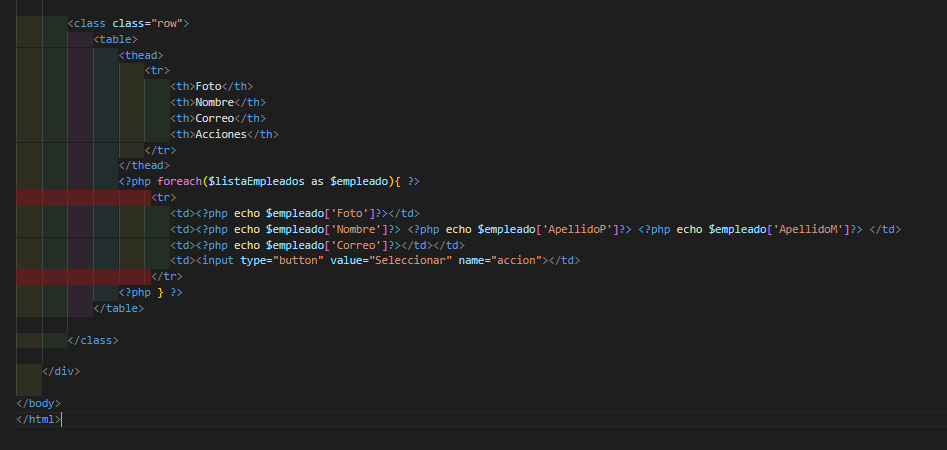 <class class="row">
<table>
<thead>
<tr>
<th>Foto</th>
<th>Nombre</th>
<th>Correo</th>
<th>Acciones</th>
</tr>
</thead>
<?php foreach($listaEmpleados as $empleado){ ?>
<tr>
<td><?php echo $empleado['Foto']?></td>
<td><?php echo $empleado['Nombre']?> <?php echo $empleado['ApellidoP']?> <?php echo $empleado['ApellidoM']?> </td>
<td><?php echo $empleado['Correo']?></td></td>
<td><input type="button" value="Seleccionar" name="accion"></td>
</tr>
<?php } ?>
</table>
</class>
</div>
</body>
</html>